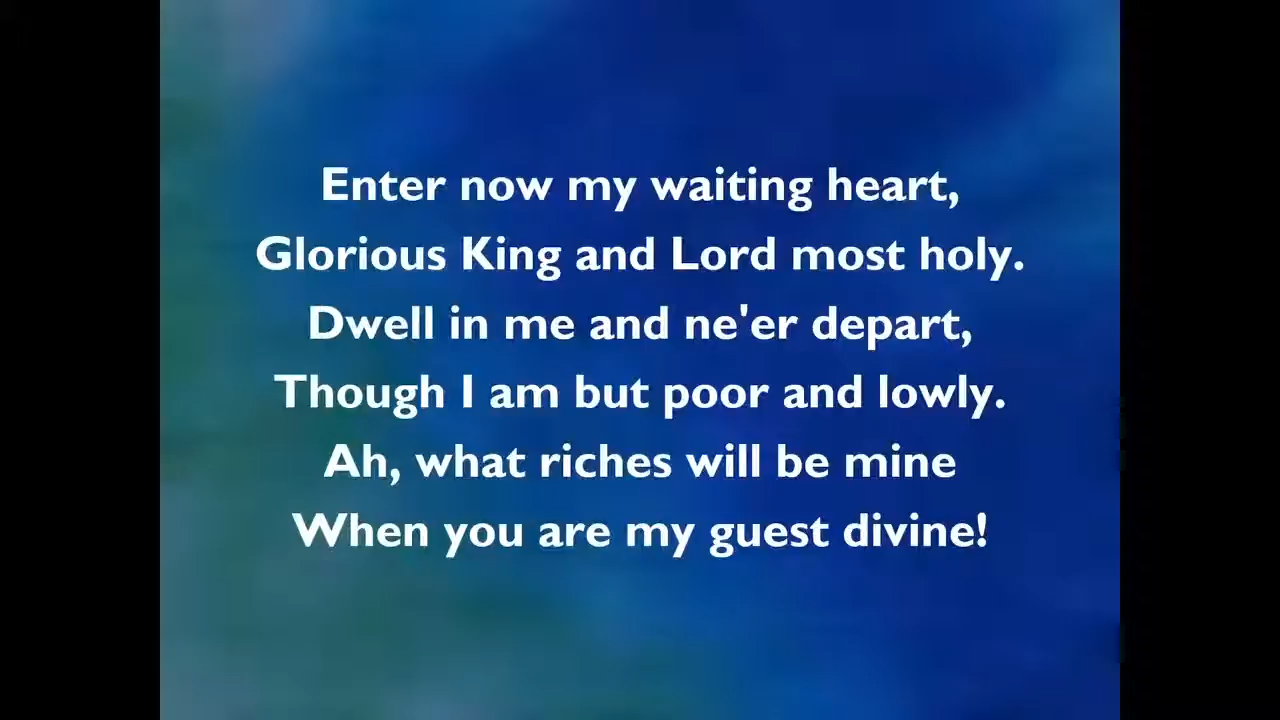 Enter now my waiting heart,
Glorious King and Lord most holy.
Dwell in me and ne'er depart,
Though I am but poor and lowly.
Ah, what riches will be mine
When you are my guest divine!